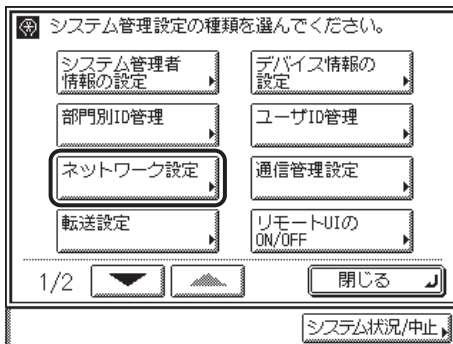 システム管理設定の種類を選んでください。
システム管理者
情報の設定
デバイス情報の
設定
部門別ID管理
ユーザID管理
ネットワーク設定
通信管理設定
転送設定
リモートUIの
ON/OFF
1/2
閉じる
システム状況/中止